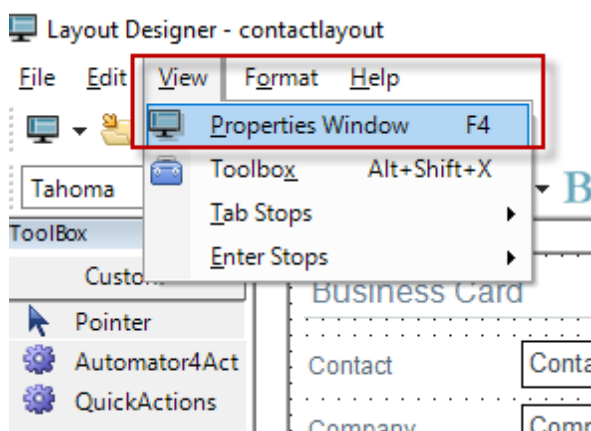 Layout Designer - contactlayout
File Edit View Format Help
Properties Window F4
Tahoma
Toolbox Alt+Shift+X
B
Tab Stops
ToolBox
Enter Stops
Business Card
Pointer
Automator4Act
Contact
QuickActions
Company